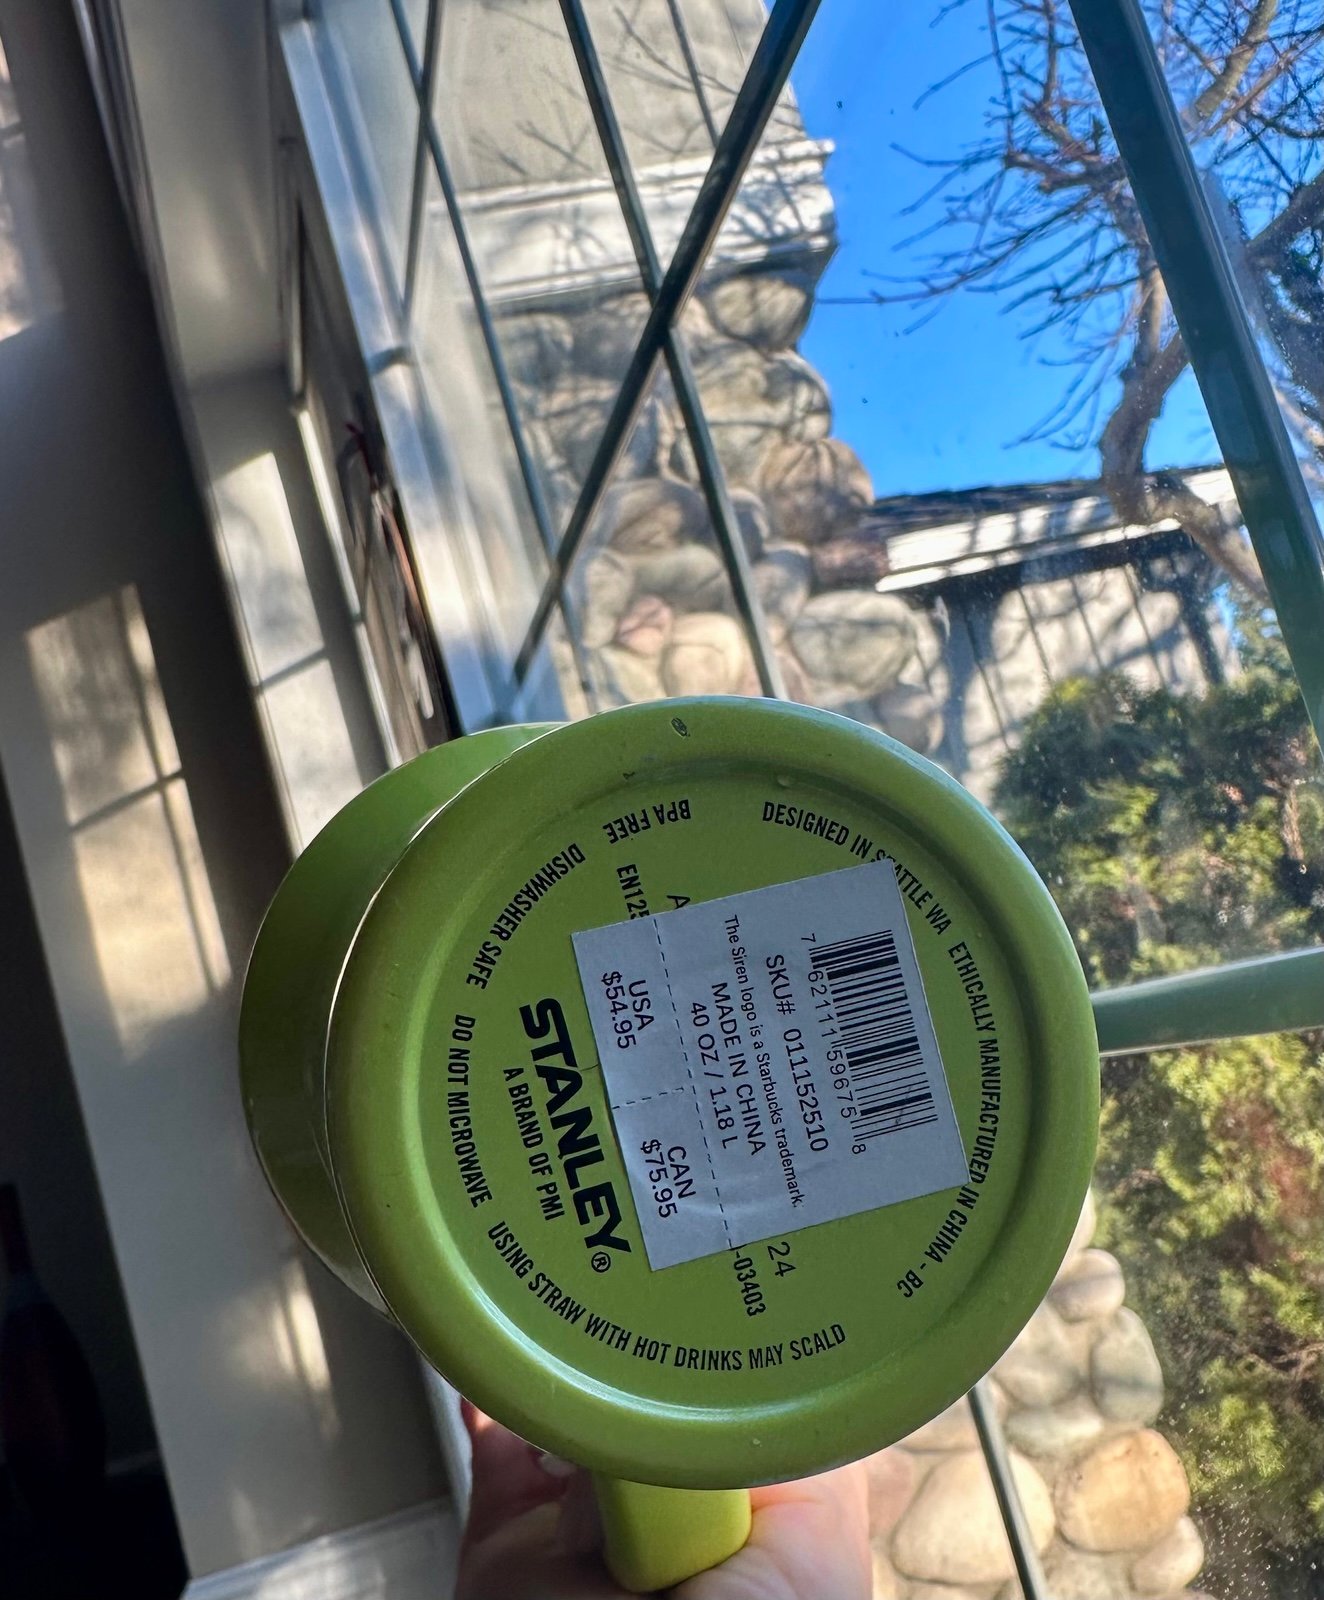 DESIGNED IN SEATTLE WA ETHICALLY MANUFACTURED IN CHINA - BC
BPA FREE
DISHWASHER SAFE DO NOT MICROWAVE USING STRAW WITH HOT DRINKS MAY SCALD
24
-03403
7 62111 59675 8
SKU# 011152510
The Siren logo is a Starbucks trademark.
MADE IN CHINA
40 OZ / 1.18 L
USA CAN
$54.95 $75.95
STANLEY®
A BRAND OF PMI